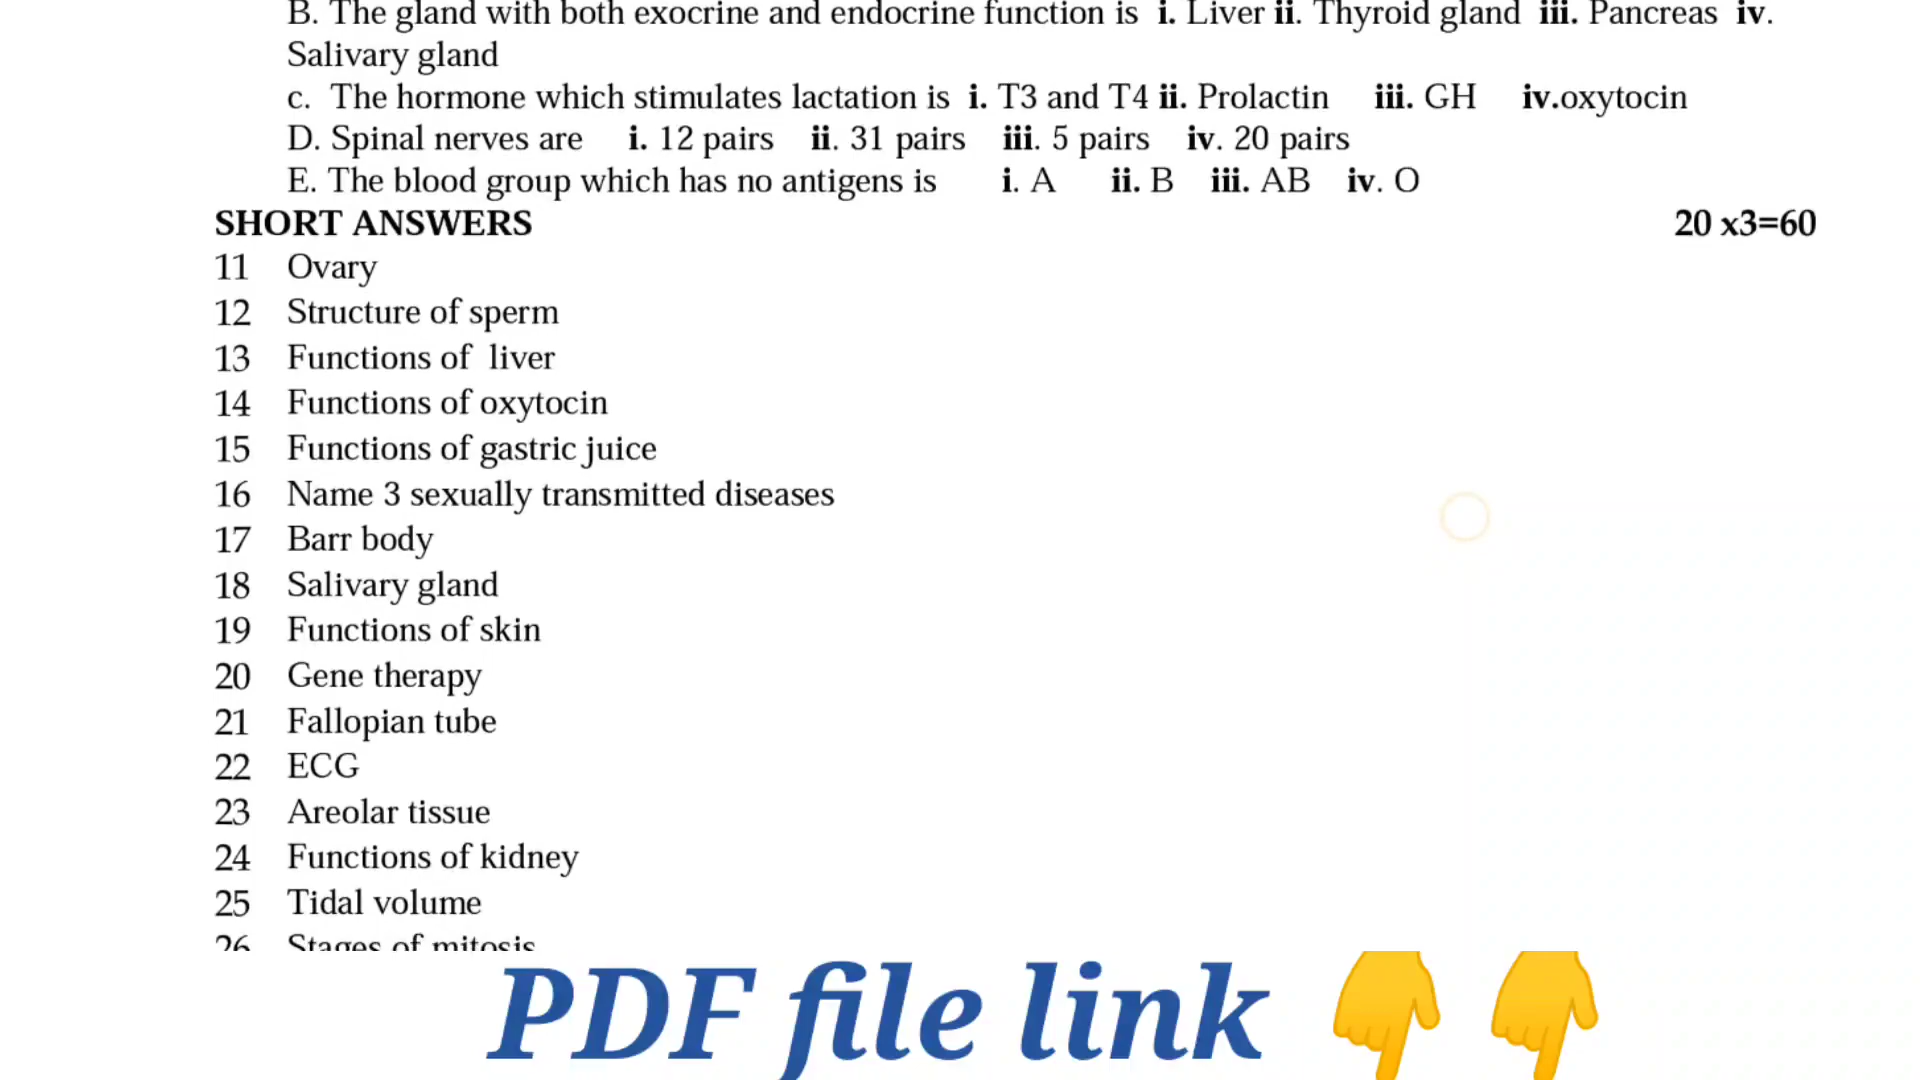 B. The gland with both exocrine and endocrine function is i. Liver ii. Thyroid gland iii. Pancreas iv.
Salivary gland
c. The hormone which stimulates lactation is i. T3 and T4 ii. Prolactin iii. GH iv.oxytocin
D. Spinal nerves are i. 12 pairs ii. 31 pairs iii. 5 pairs iv. 20 pairs
E. The blood group which has no antigens is i. A ii. B iii. AB iv. O
SHORT ANSWERS 20 x3=60
11 Ovary
12 Structure of sperm
13 Functions of liver
14 Functions of oxytocin
15 Functions of gastric juice
16 Name 3 sexually transmitted diseases
17 Barr body
18 Salivary gland
19 Functions of skin
20 Gene therapy
21 Fallopian tube
22 ECG
23 Areolar tissue
24 Functions of kidney
25 Tidal volume
26 Stages of mitosis
PDF file link 👇 👇